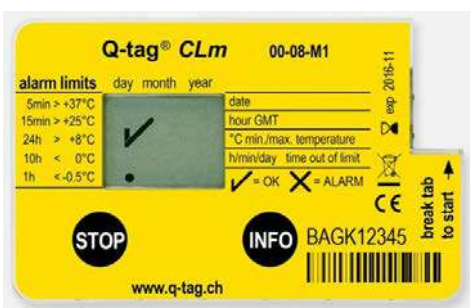 Q-tag® CLm 00-08-M1
alarm limits day month year
5min > +37°C
15min > +25°C
24h > +8°C
10h < 0°C
1h <-0.5°C
date
hour GMT
°C min./max. temperature
h/min/day time out of limit
✓ = OK ✕ = ALARM
exp 2016-11
CE
break tab
to start
STOP
INFO
BAGK12345
www.q-tag.ch